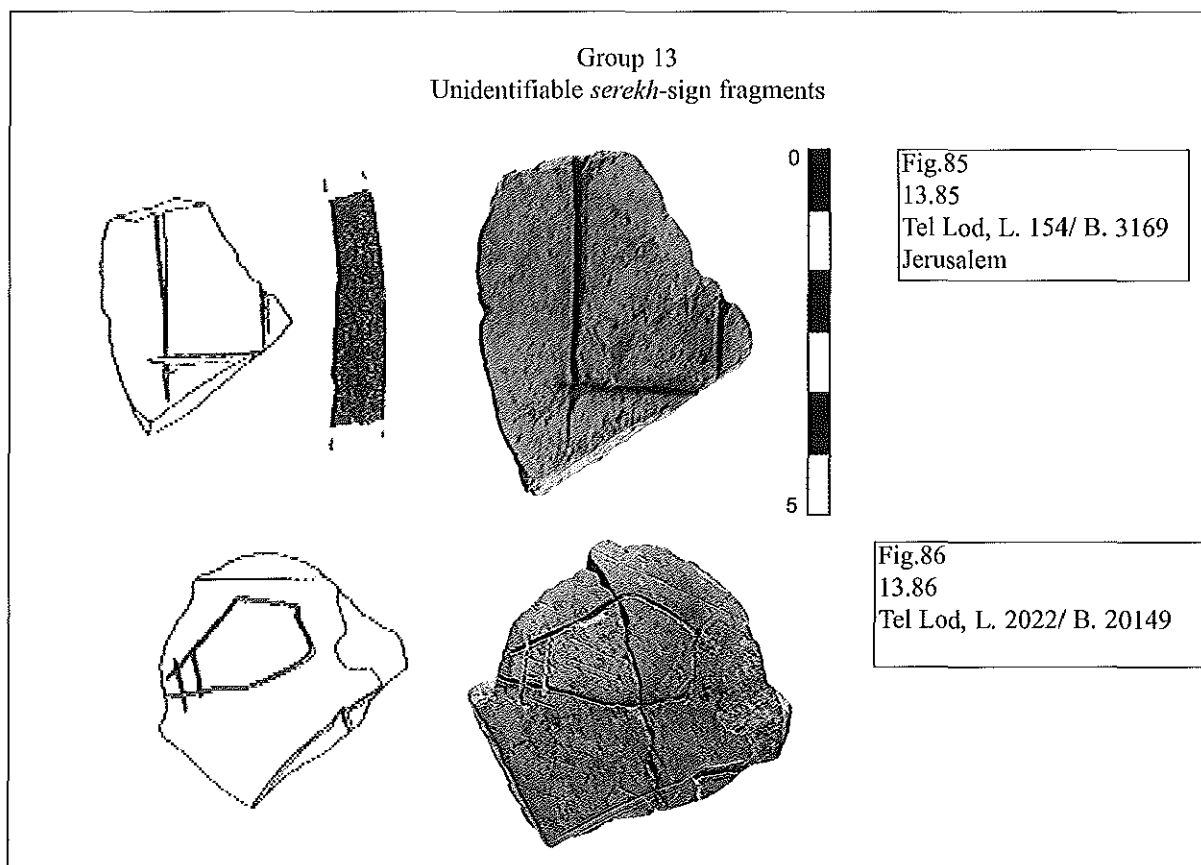 Group 13
Unidentifiable serekh-sign fragments
0
5
Fig.85
13.85
Tel Lod, L. 154/ B. 3169
Jerusalem
Fig.86
13.86
Tel Lod, L. 2022/ B. 20149